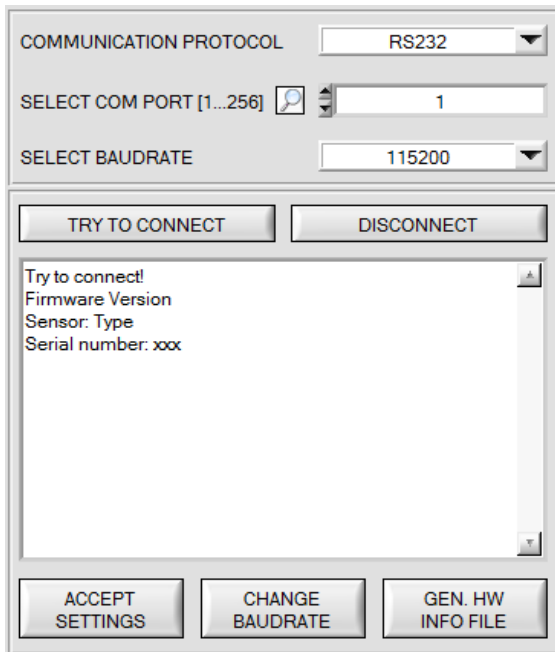 COMMUNICATION PROTOCOL RS232
SELECT COM PORT [1...256] 1
SELECT BAUDRATE 115200
TRY TO CONNECT DISCONNECT
Try to connect!
Firmware Version
Sensor: Type
Serial number: xxx
ACCEPT SETTINGS
CHANGE BAUDRATE
GEN. HW INFO FILE